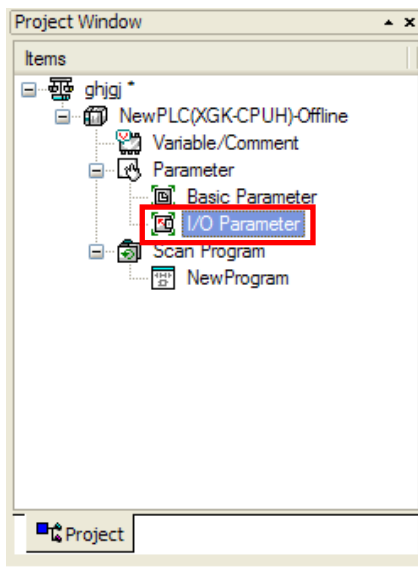 Project Window
Items
ghjgj *
NewPLC(XGK-CPUH)-Offline
Variable/Comment
Parameter
Basic Parameter
I/O Parameter
Scan Program
NewProgram
Project